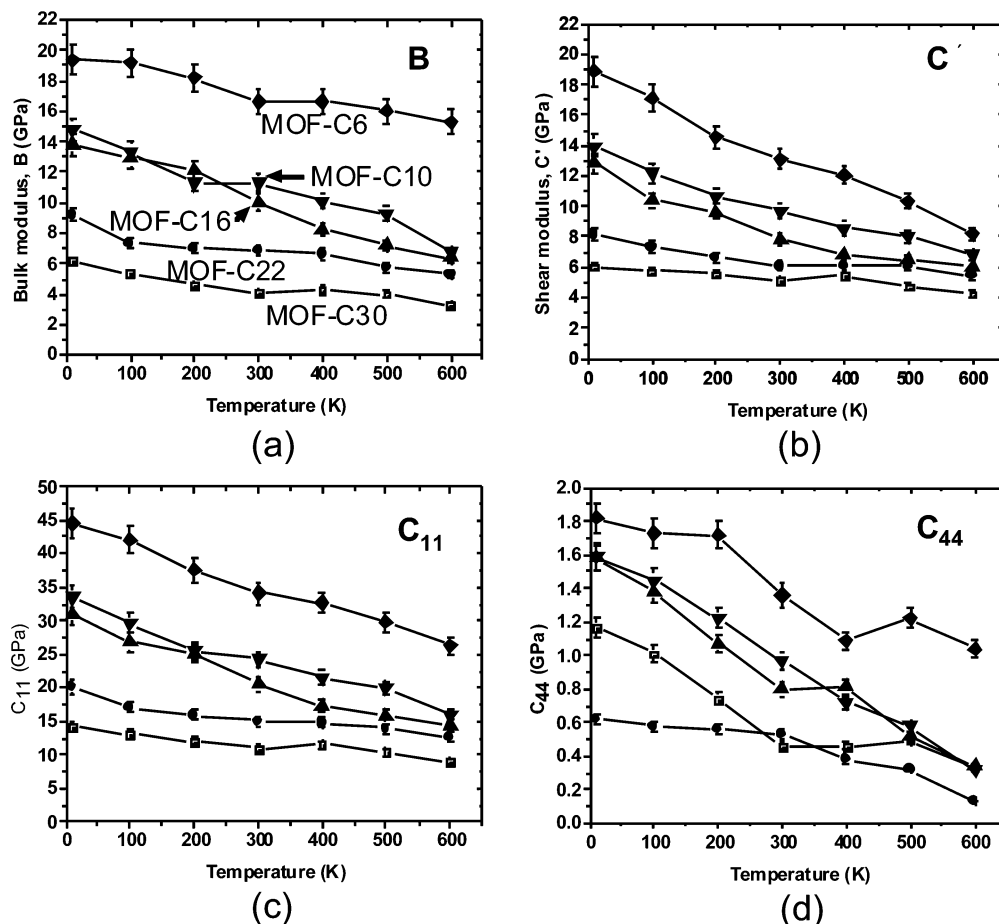 B
Bulk modulus, B (GPa)
22
20
18
16
14
12
10
8
6
4
2
0
MOF-C6
MOF-C10
MOF-C16
MOF-C22
MOF-C30
0 100 200 300 400 500 600
Temperature (K)
(a)
C ′
Shear modulus, C' (GPa)
22
20
18
16
14
12
10
8
6
4
2
0
0 100 200 300 400 500 600
Temperature (K)
(b)
C11
C11 (GPa)
50
45
40
35
30
25
20
15
10
5
0
0 100 200 300 400 500 600
Temperature (K)
(c)
C44
C44 (GPa)
2.0
1.8
1.6
1.4
1.2
1.0
0.8
0.6
0.4
0.2
0.0
0 100 200 300 400 500 600
Temperature (K)
(d)